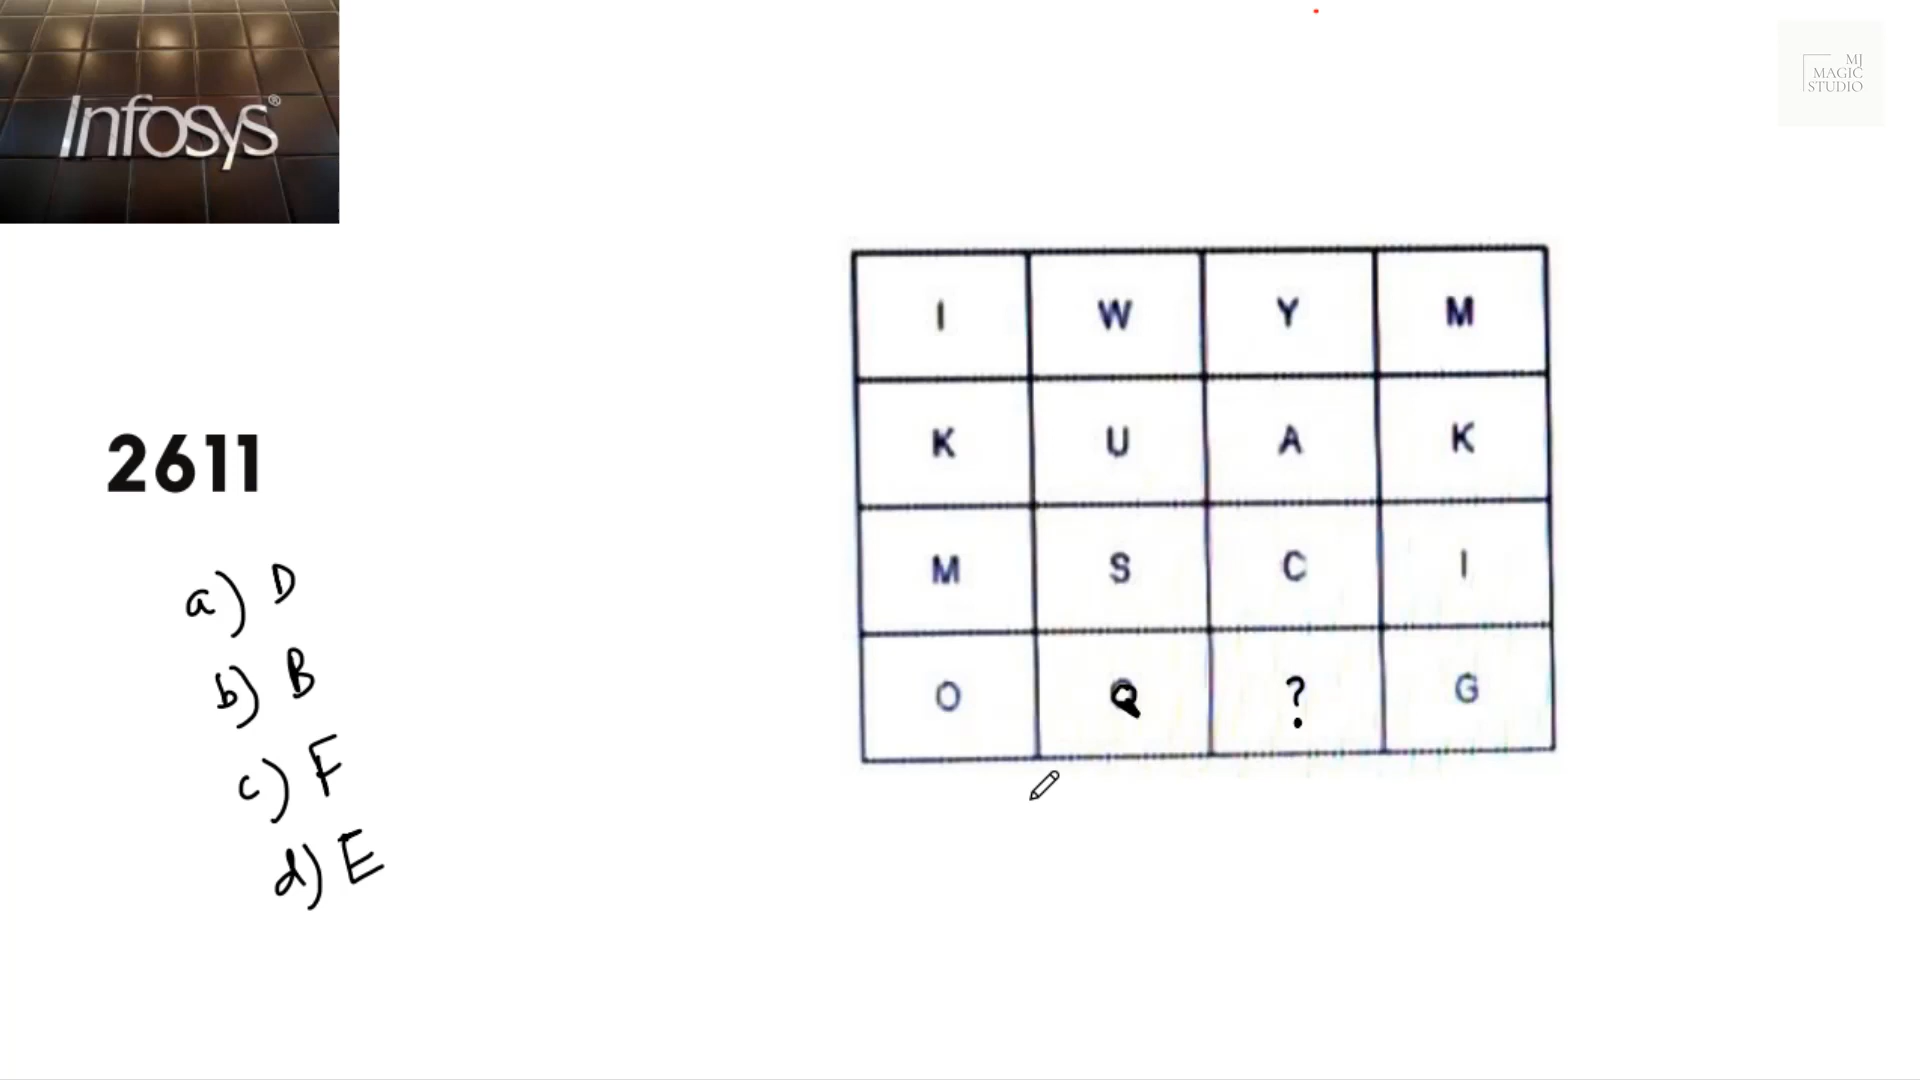 Infosys®
MJ
MAGIC
STUDIO
I W Y M
K U A K
M S C I
O Q ? G
2611
a) D
b) B
c) F
d) E